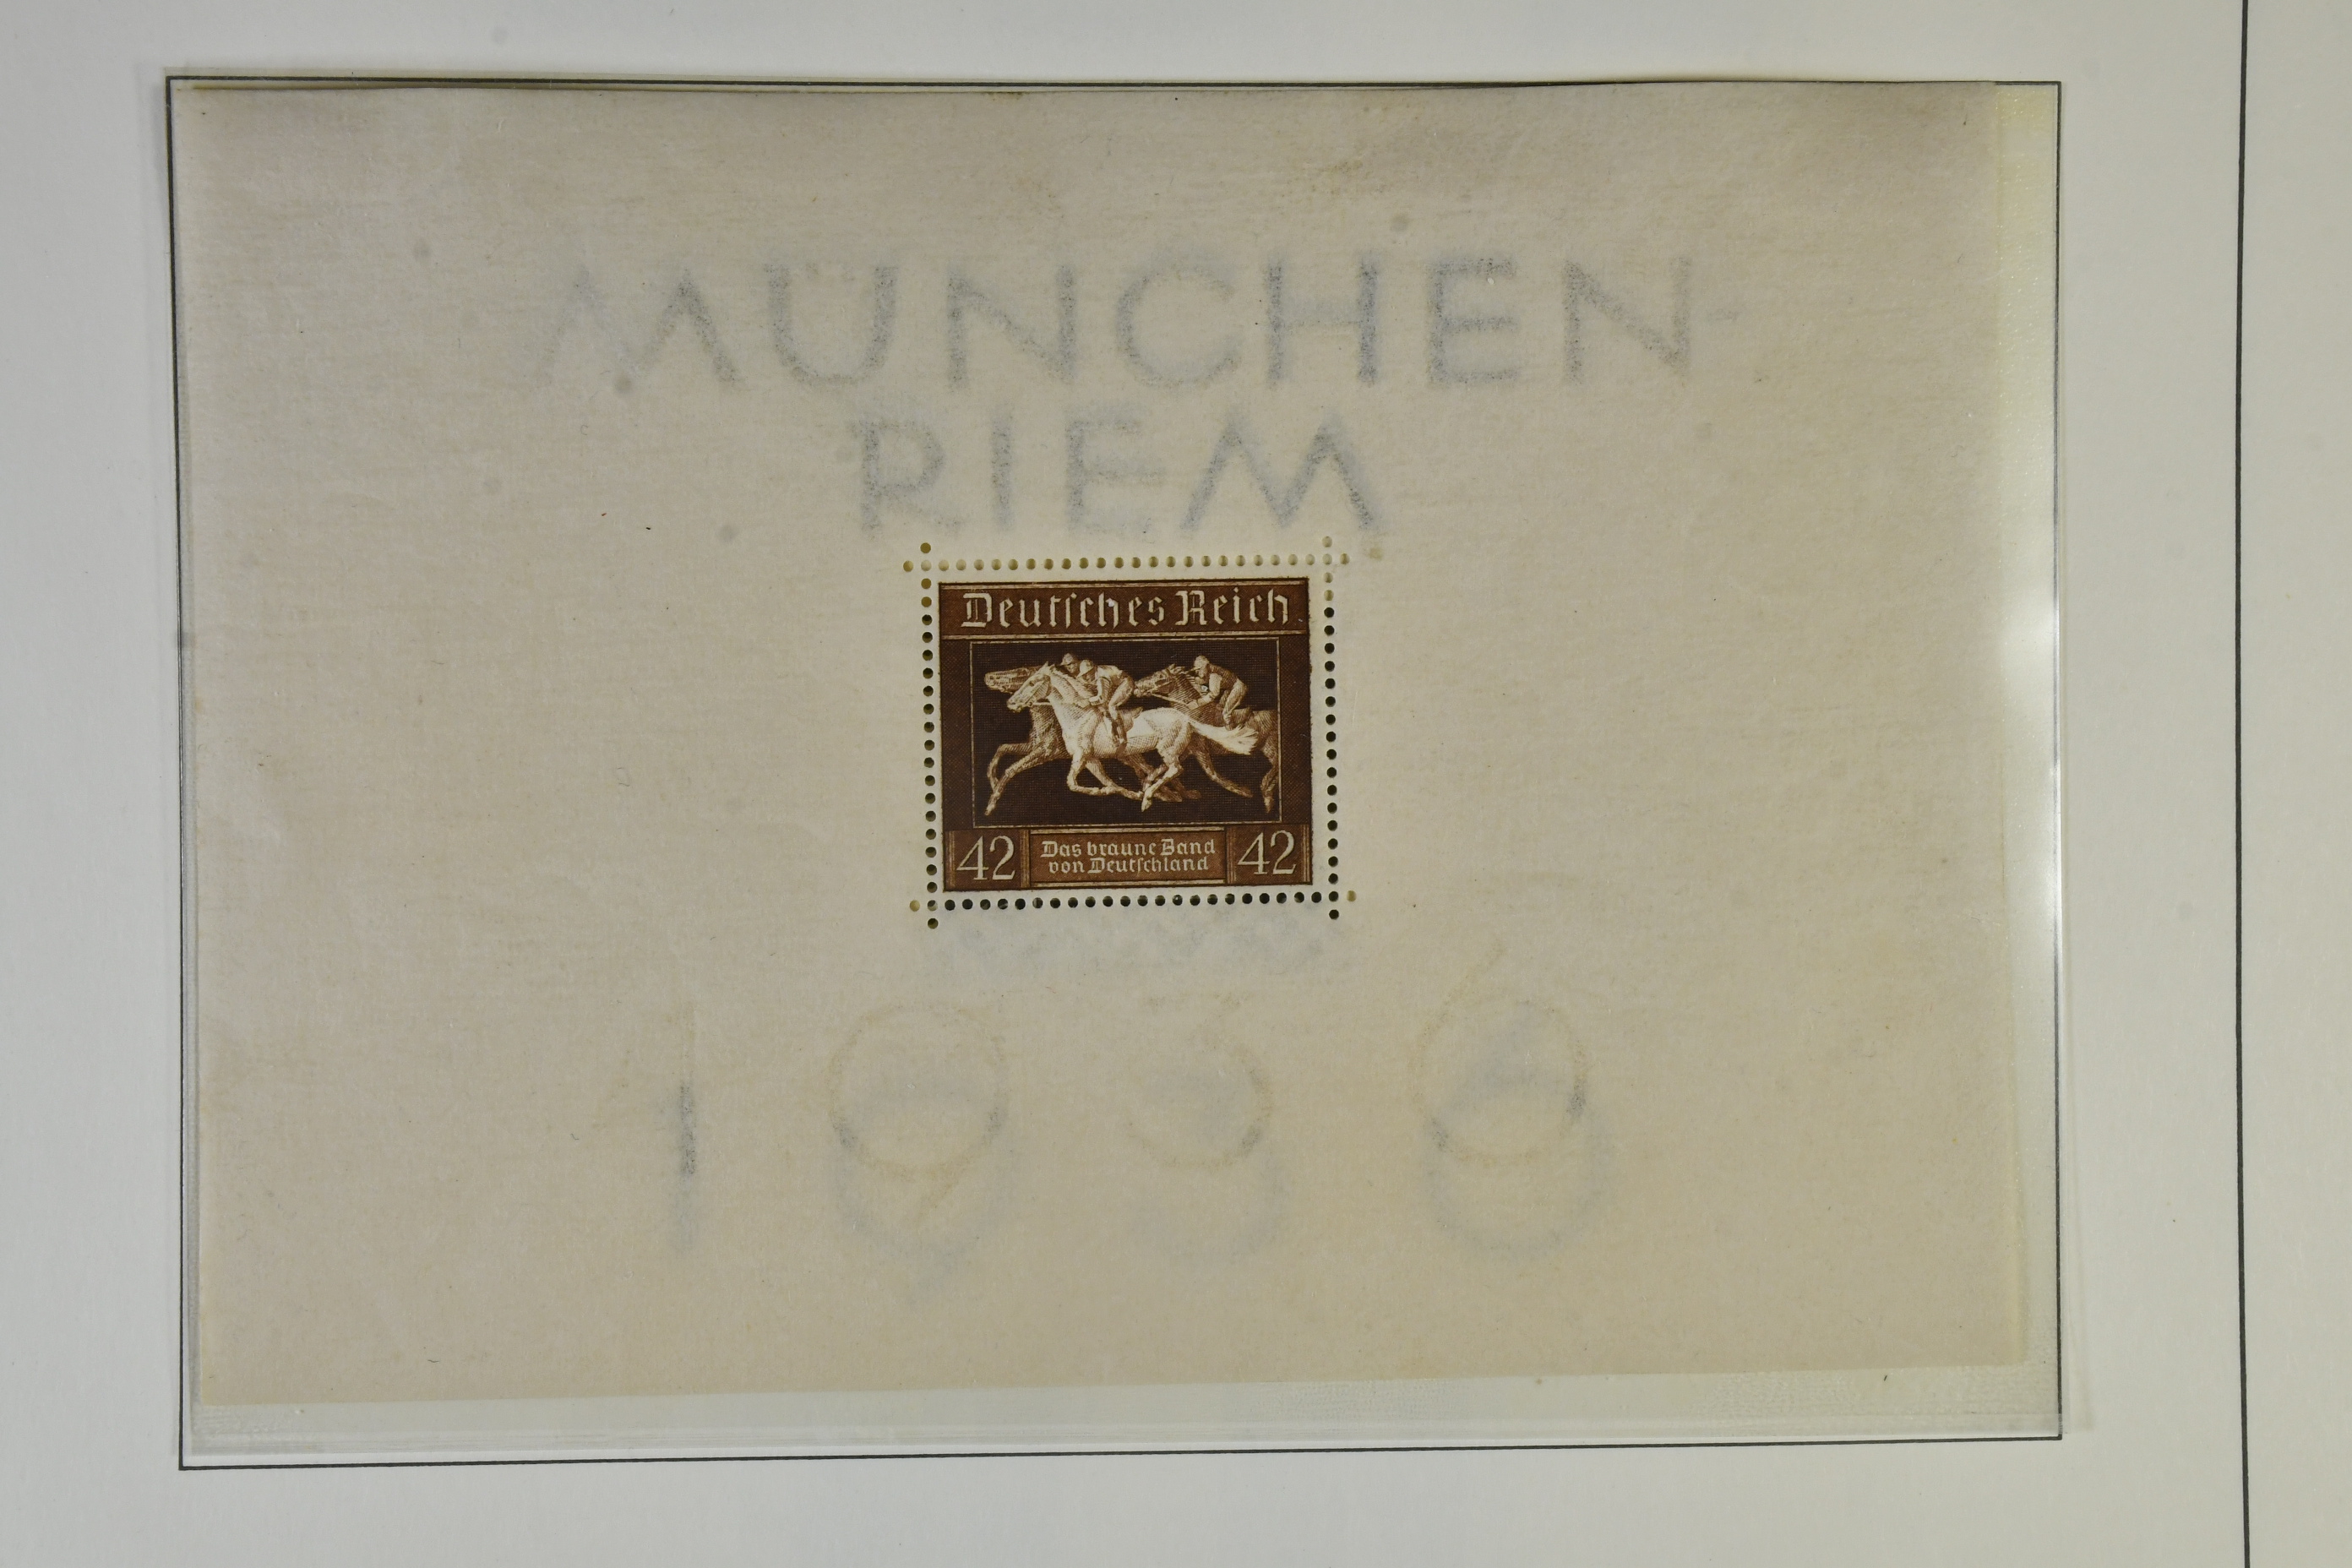 MÜNCHEN-
RIEM
Deutſches Reich
42 Das braune Band 42
von Deutſchland
1936